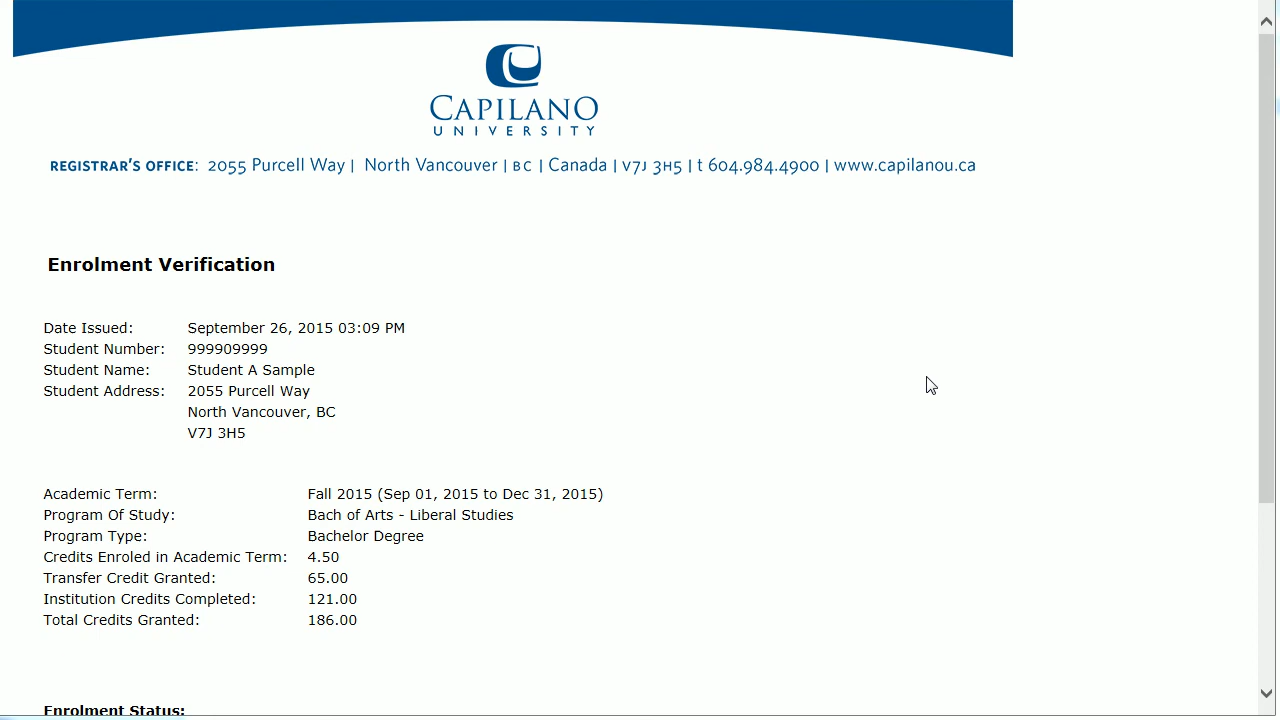 CAPILANO
UNIVERSITY
REGISTRAR'S OFFICE: 2055 Purcell Way | North Vancouver | BC | Canada | V7J 3H5 | t 604.984.4900 | www.capilanou.ca
Enrolment Verification
Date Issued: September 26, 2015 03:09 PM
Student Number: 999909999
Student Name: Student A Sample
Student Address: 2055 Purcell Way
North Vancouver, BC
V7J 3H5
Academic Term: Fall 2015 (Sep 01, 2015 to Dec 31, 2015)
Program Of Study: Bach of Arts - Liberal Studies
Program Type: Bachelor Degree
Credits Enroled in Academic Term: 4.50
Transfer Credit Granted: 65.00
Institution Credits Completed: 121.00
Total Credits Granted: 186.00
Enrolment Status: